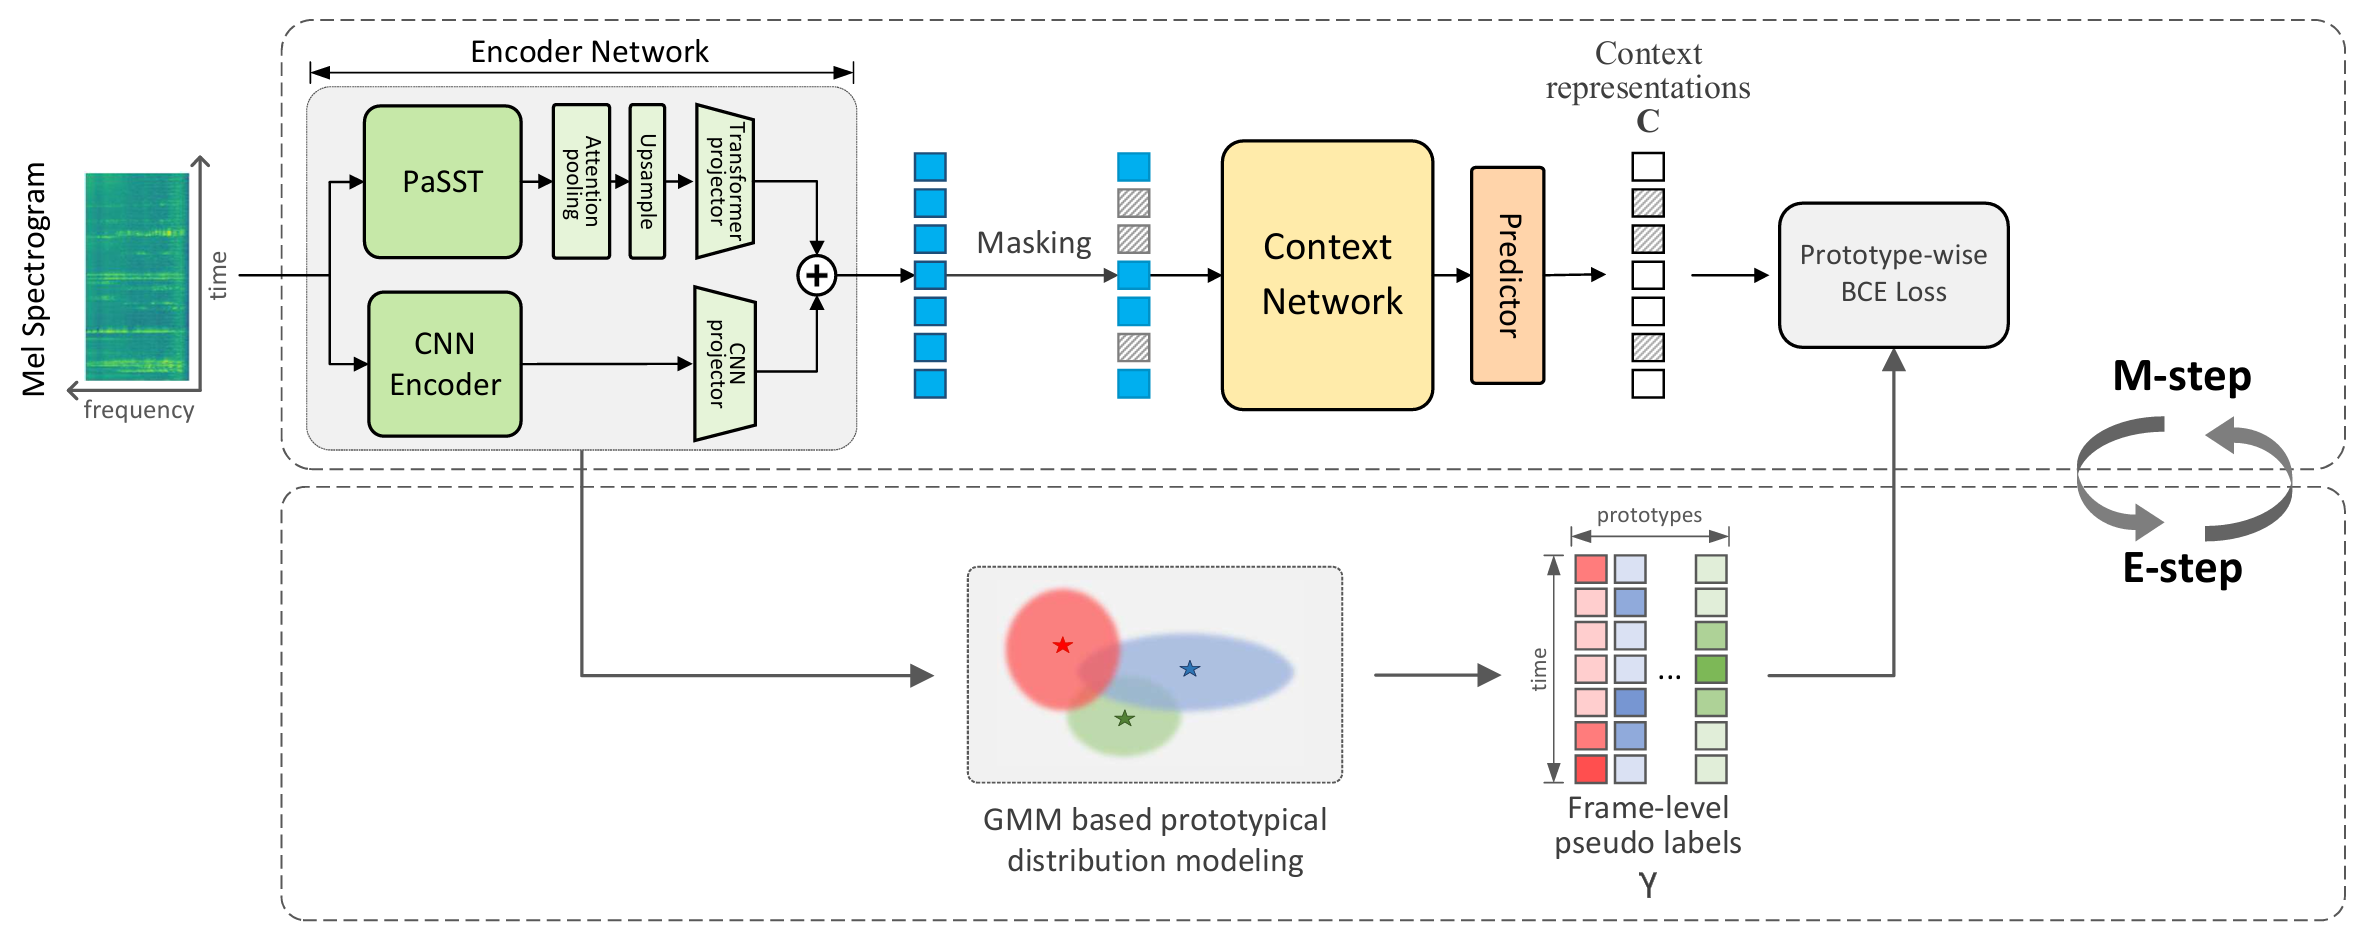 Encoder Network
Mel Spectrogram
time
frequency
PaSST
Attention
pooling
Upsample
Transformer
projector
CNN
Encoder
CNN
projector
+
Masking
Context
Network
Predictor
Context
representations
C
Prototype-wise
BCE Loss
M-step
E-step
GMM based prototypical
distribution modeling
prototypes
time
...
Frame-level
pseudo labels
γ